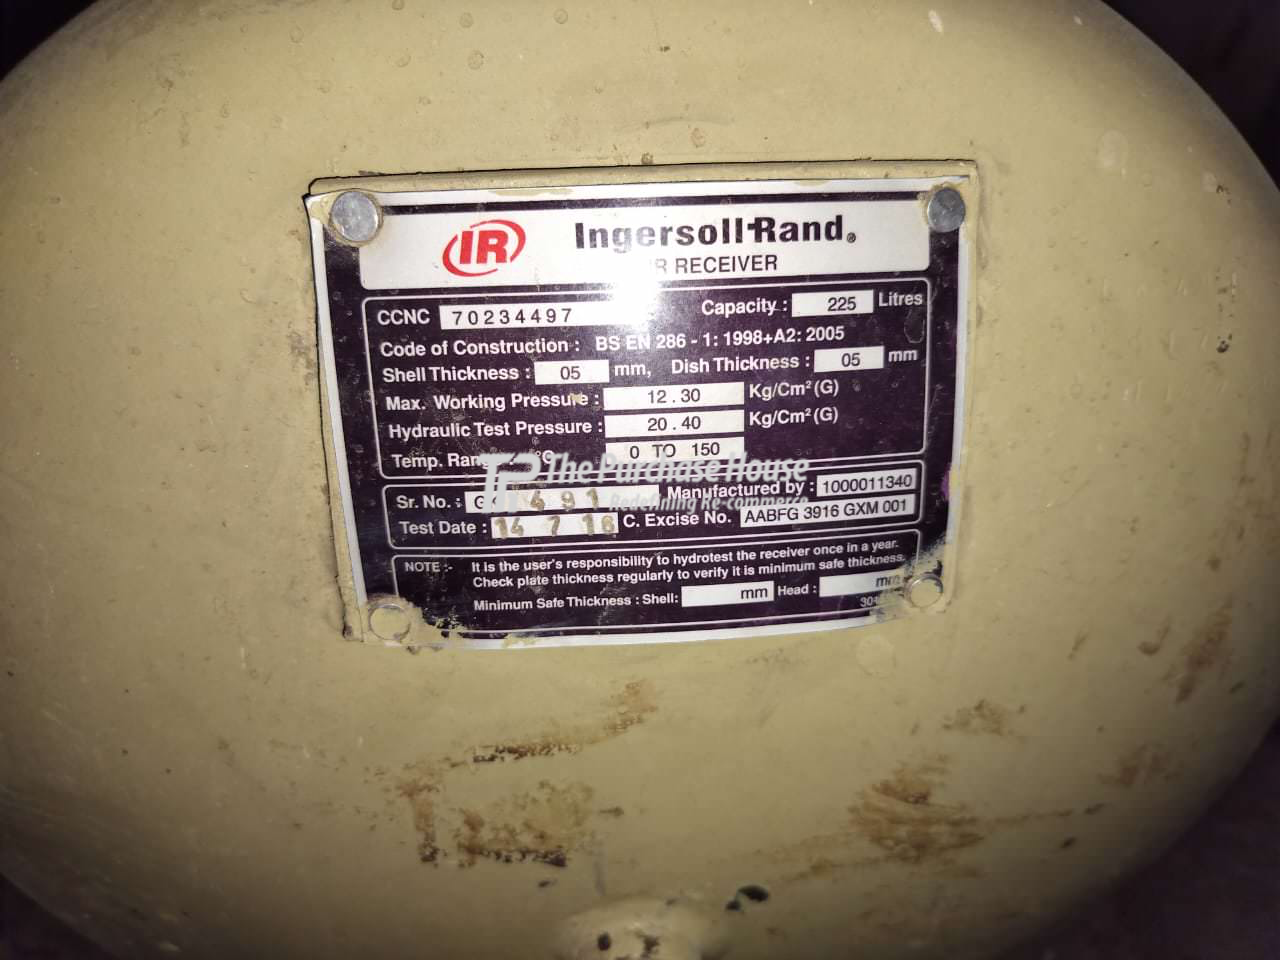 IR Ingersoll-Rand®
RECEIVER
CCNC 70234497 Capacity : 225 Litres
Code of Construction : BS EN 286 - 1: 1998+A2: 2005
Shell Thickness : 05 mm, Dish Thickness : 05 mm
Max. Working Pressure : 12.30 Kg/Cm²(G)
Hydraulic Test Pressure : 20.40 Kg/Cm²(G)
Temp. 0 TO 150
The Purchase House
Redefining Re-commerce
Sr. No. : 491 Manufactured by : 1000011340
Test Date : 14 7 16 C. Excise No. AABFG 3916 GXM 001
NOTE :- It is the user's responsibility to hydrotest the receiver once in a year.
Check plate thickness regularly to verify it is minimum safe thickness.
Minimum Safe Thickness : Shell: mm Head : mm